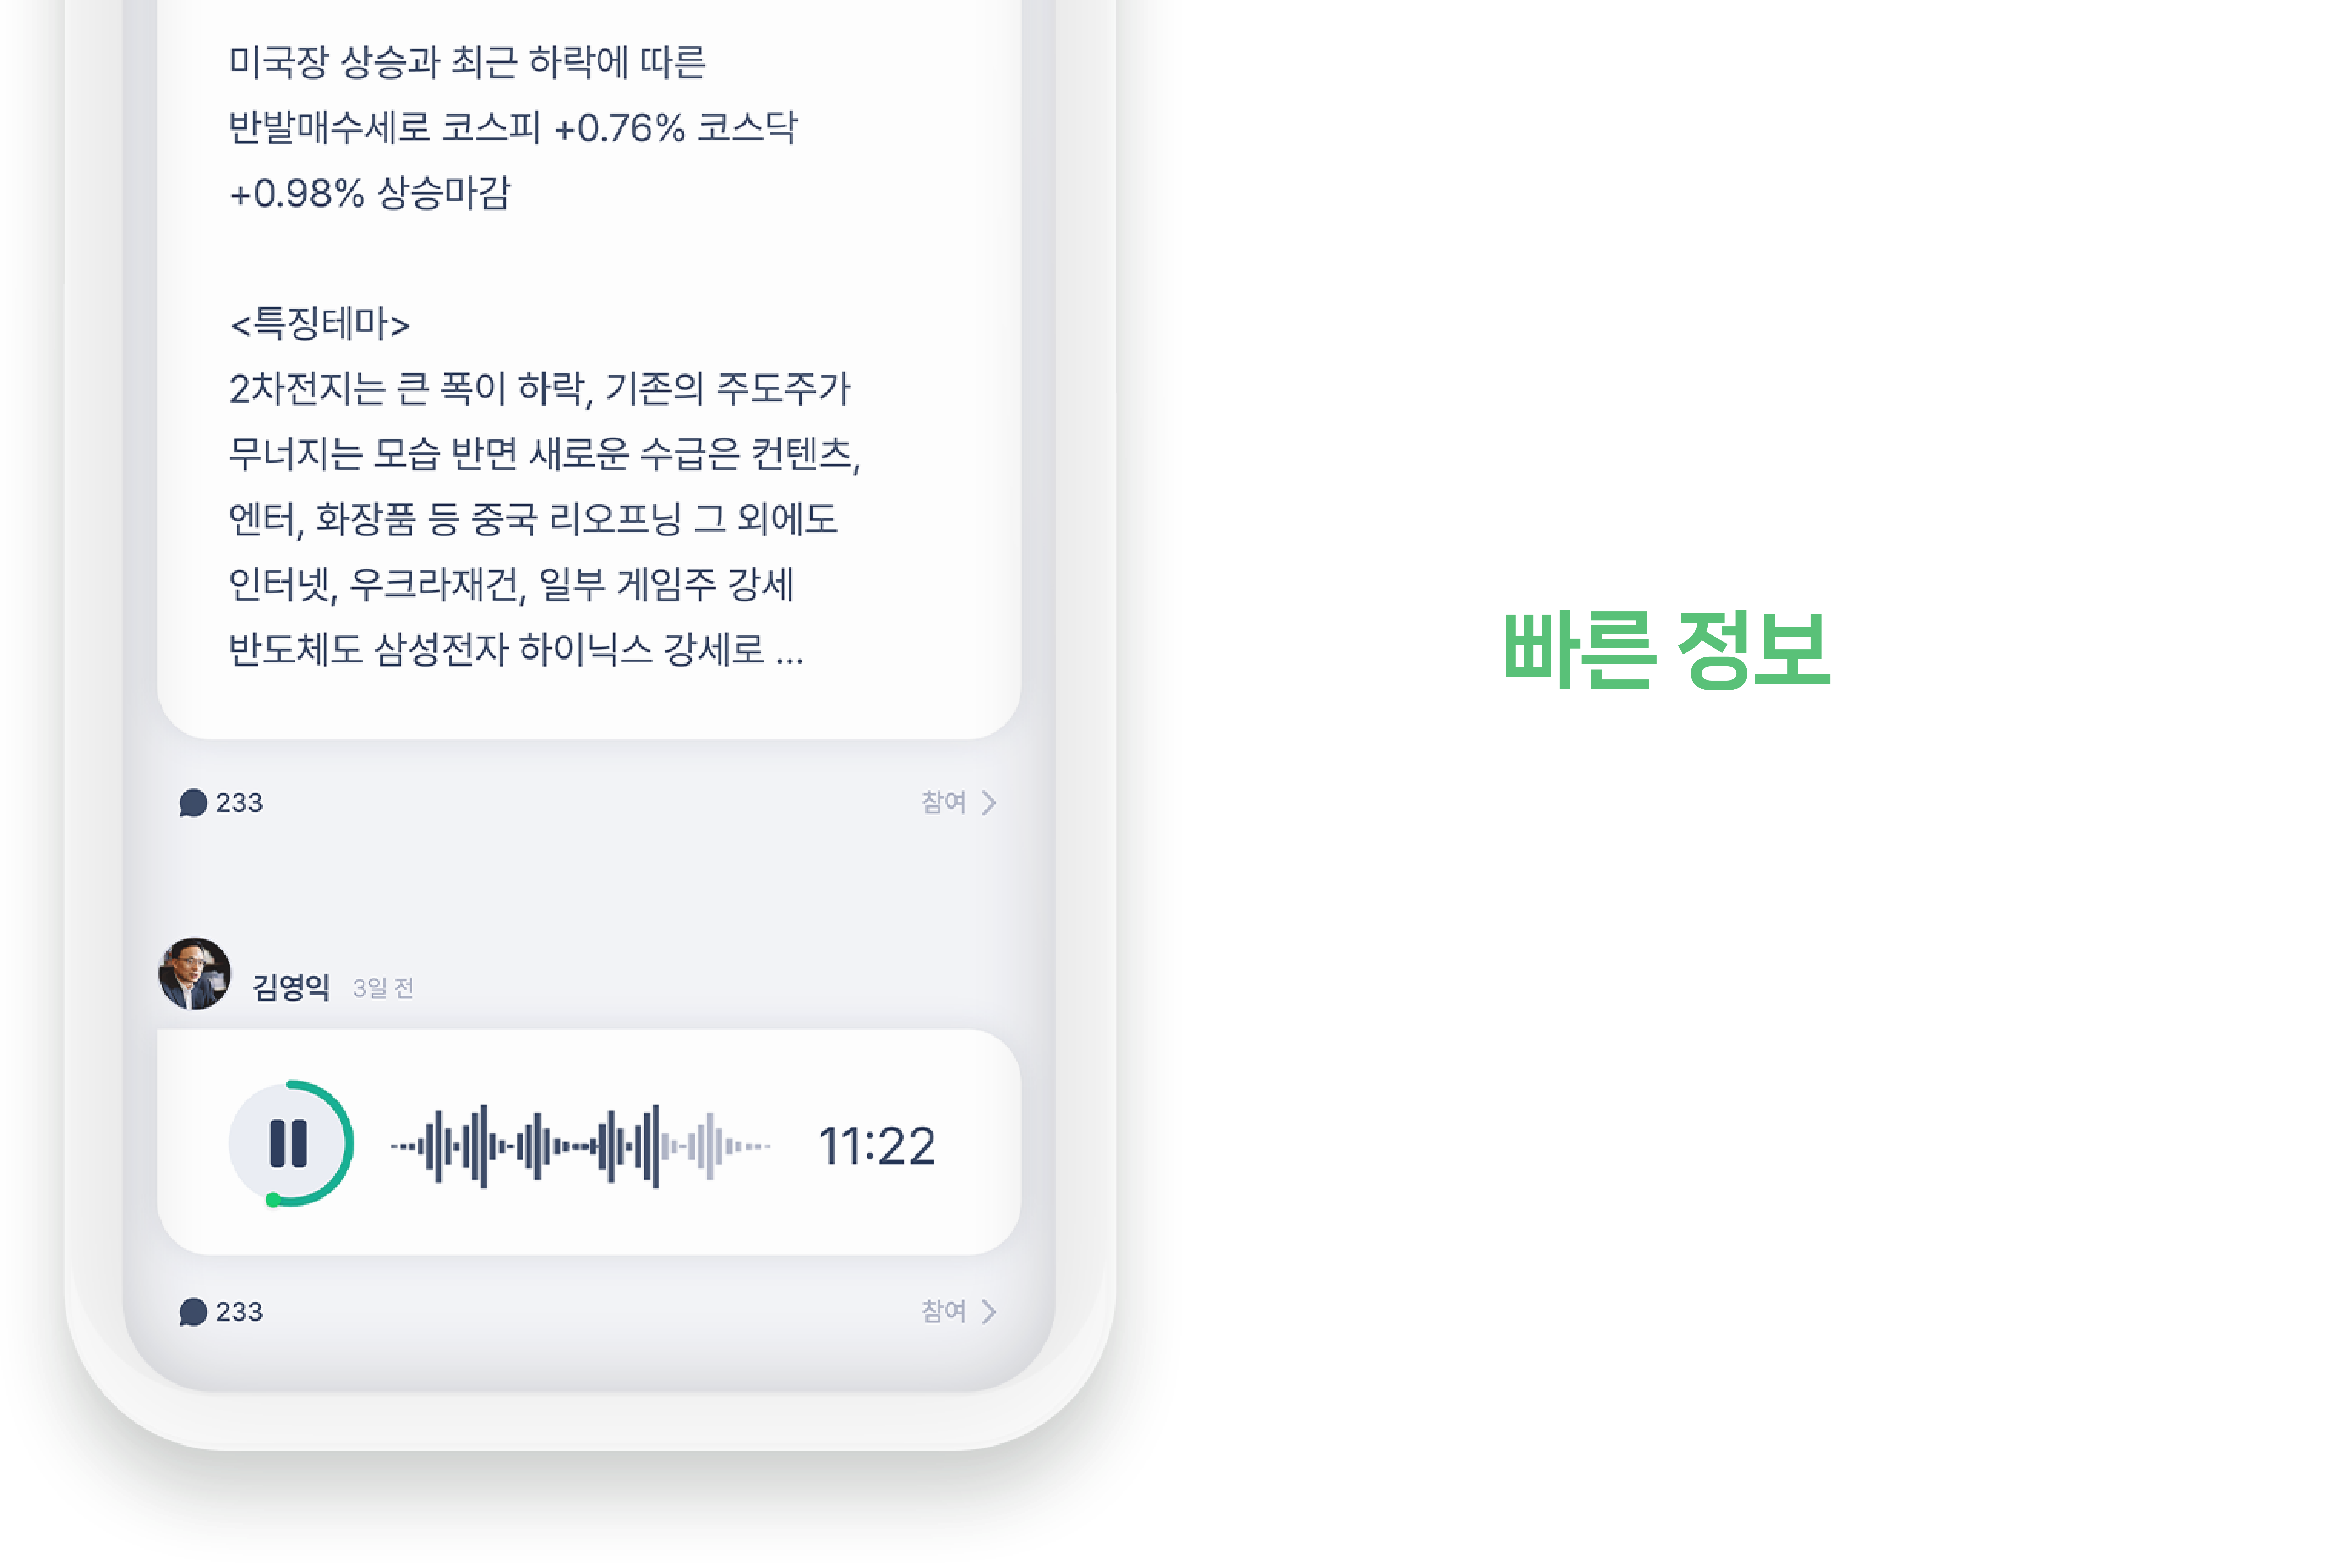 미국장 상승과 최근 하락에 따른
반발매수세로 코스피 +0.76% 코스닥
+0.98% 상승마감
<특징테마>
2차전지는 큰 폭이 하락, 기존의 주도주가
무너지는 모습 반면 새로운 수급은 컨텐츠,
엔터, 화장품 등 중국 리오프닝 그 외에도
인터넷, 우크라재건, 일부 게임주 강세
반도체도 삼성전자 하이닉스 강세로 ...
233
참여
김영익 3일 전
11:22
233
참여
빠른 정보